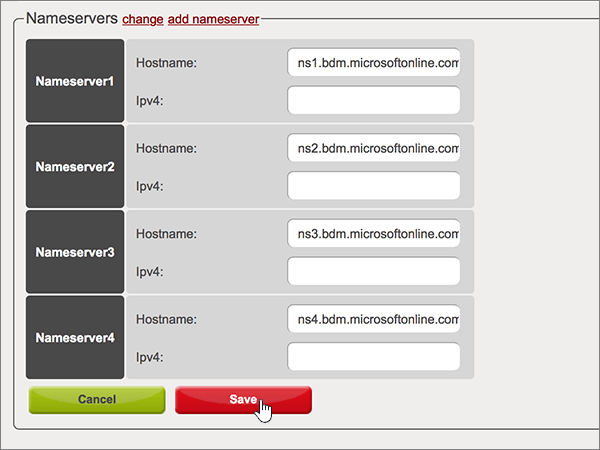 Nameservers change add nameserver
Nameserver1
Hostname: ns1.bdm.microsoftonline.com
Ipv4:
Nameserver2
Hostname: ns2.bdm.microsoftonline.com
Ipv4:
Nameserver3
Hostname: ns3.bdm.microsoftonline.com
Ipv4:
Nameserver4
Hostname: ns4.bdm.microsoftonline.com
Ipv4:
Cancel Save